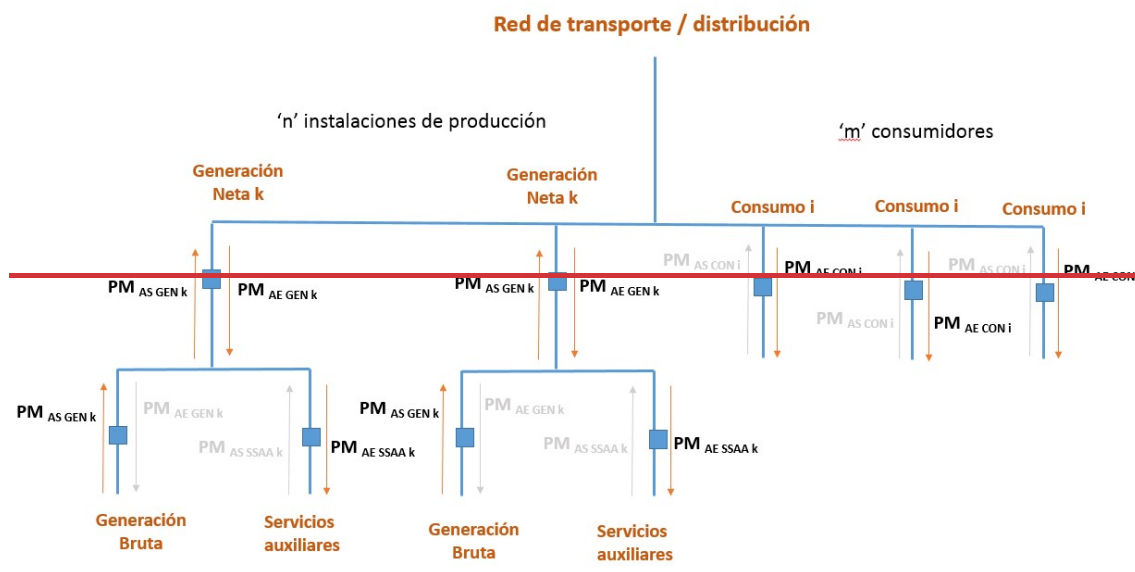 Red de transporte / distribución
‘n’ instalaciones de producción
‘m’ consumidores
Generación
Neta k
Generación
Neta k
Consumo i
Consumo i
Consumo i
PM AS GEN k
PM AE GEN k
PM AS GEN k
PM AE GEN k
PM AS CON i
PM AE CON i
PM AS CON i
PM AE CON i
PM AS CON i
PM AE CON
PM AS GEN k
PM AE GEN k
PM AS SSAA k
PM AE SSAA k
PM AS GEN k
PM AE GEN k
PM AS SSAA k
PM AE SSAA k
Generación
Bruta
Servicios
auxiliares
Generación
Bruta
Servicios
auxiliares